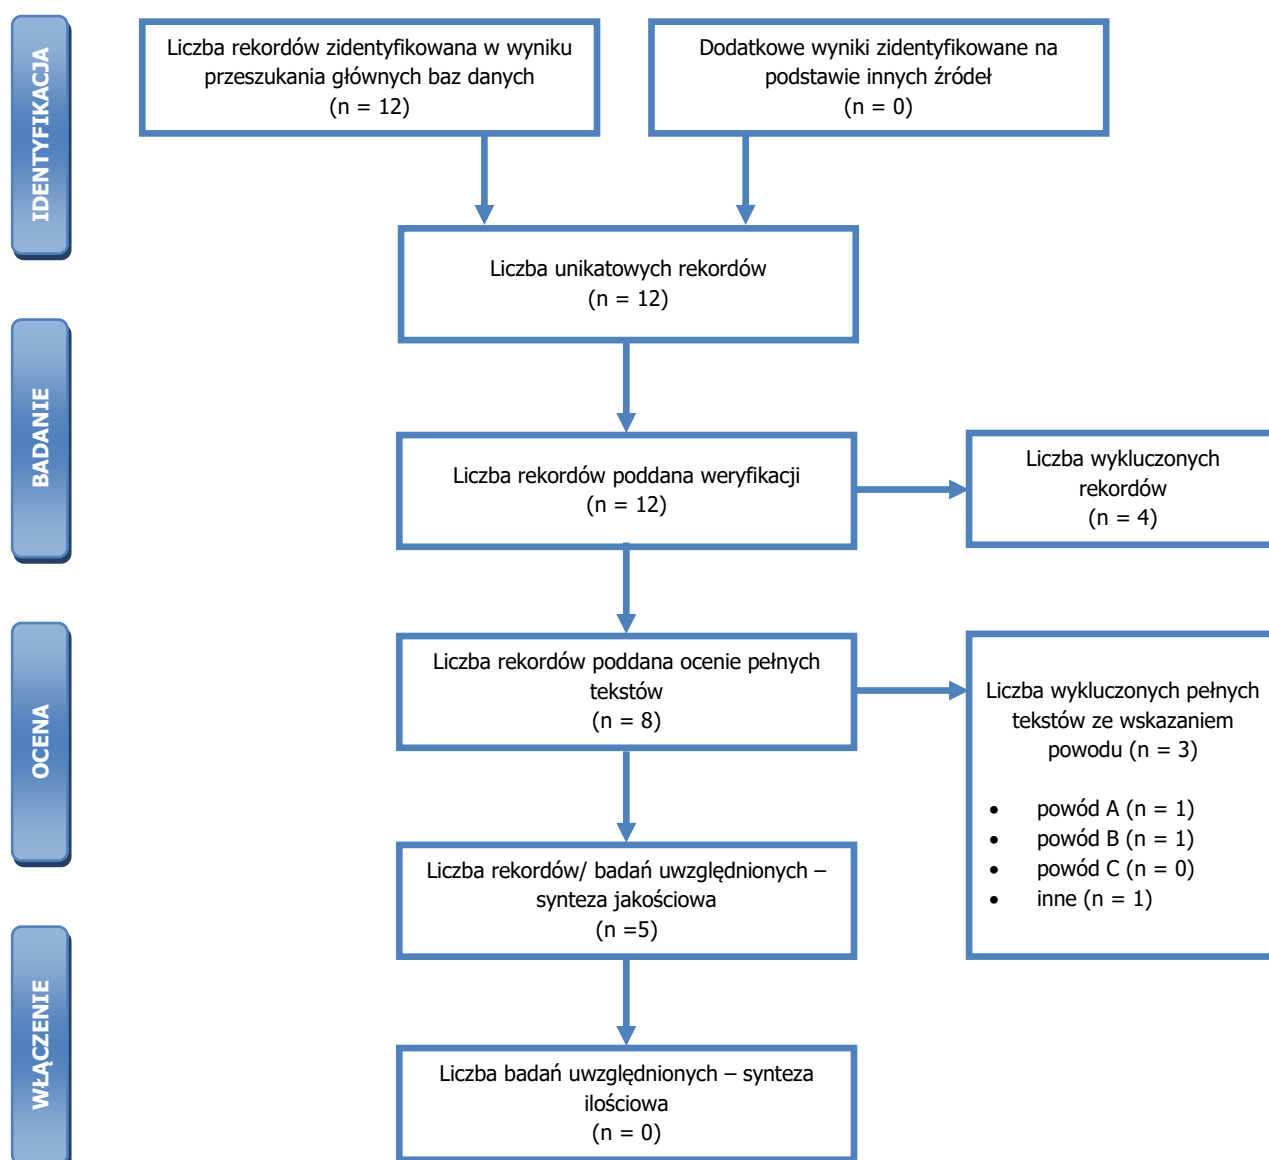 IDENTYFIKACJA
Liczba rekordów zidentyfikowana w wyniku
przeszukania głównych baz danych
(n = 12)
Dodatkowe wyniki zidentyfikowane na
podstawie innych źródeł
(n = 0)
Liczba unikatowych rekordów
(n = 12)
BADANIE
Liczba rekordów poddana weryfikacji
(n = 12)
Liczba wykluczonych
rekordów
(n = 4)
OCENA
Liczba rekordów poddana ocenie pełnych
tekstów
(n = 8)
Liczba wykluczonych pełnych
tekstów ze wskazaniem
powodu (n = 3)
• powód A (n = 1)
• powód B (n = 1)
• powód C (n = 0)
• inne (n = 1)
Liczba rekordów/ badań uwzględnionych –
synteza jakościowa
(n =5)
WŁĄCZENIE
Liczba badań uwzględnionych – synteza
ilościowa
(n = 0)